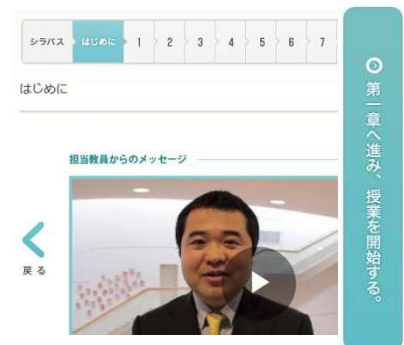 シラバス はじめに 1 2 3 4 5 6 7
はじめに
担当教員からのメッセージ
戻る
第一章へ進み、授業を開始する。